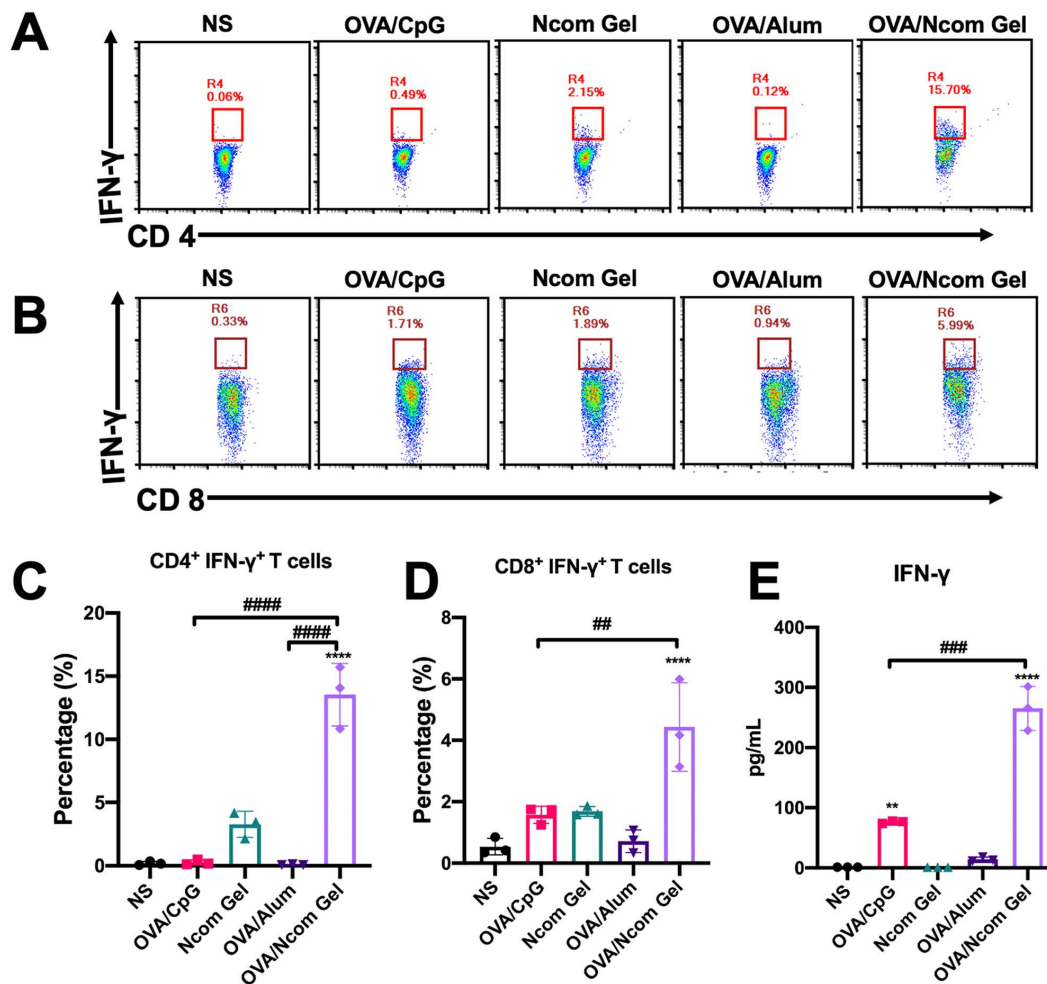 A
NS OVA/CpG Ncom Gel OVA/Alum OVA/Ncom Gel
R4 R4 R4 R4 R4
0.06% 0.49% 2.15% 0.12% 15.70%
IFN-γ
CD 4
B
NS OVA/CpG Ncom Gel OVA/Alum OVA/Ncom Gel
R6 R6 R6 R6 R6
0.33% 1.71% 1.89% 0.94% 5.99%
IFN-γ
CD 8
C
CD4⁺ IFN-γ⁺ T cells
####
####
****
Percentage (%)
20
15
10
5
0
NS OVA/CpG Ncom Gel OVA/Alum OVA/Ncom Gel
D
CD8⁺ IFN-γ⁺ T cells
##
****
Percentage (%)
8
6
4
2
0
NS OVA/CpG Ncom Gel OVA/Alum OVA/Ncom Gel
E
IFN-γ
###
****
**
pg/mL
400
300
200
100
0
NS OVA/CpG Ncom Gel OVA/Alum OVA/Ncom Gel